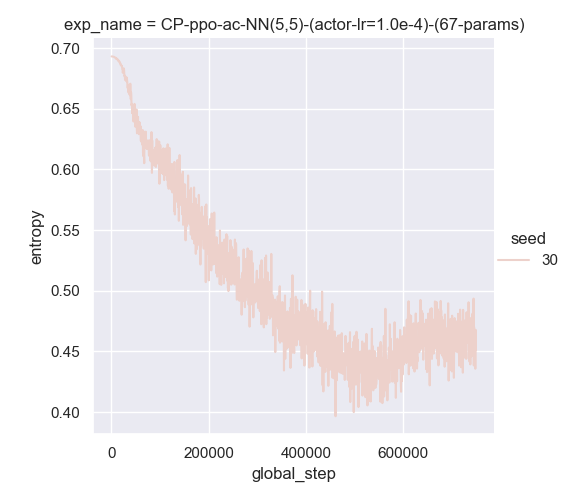 exp_name = CP-ppo-ac-NN(5,5)-(actor-lr=1.0e-4)-(67-params)
0.70
0.65
0.60
0.55
0.50
0.45
0.40
entropy
0 200000 400000 600000
global_step
seed
30